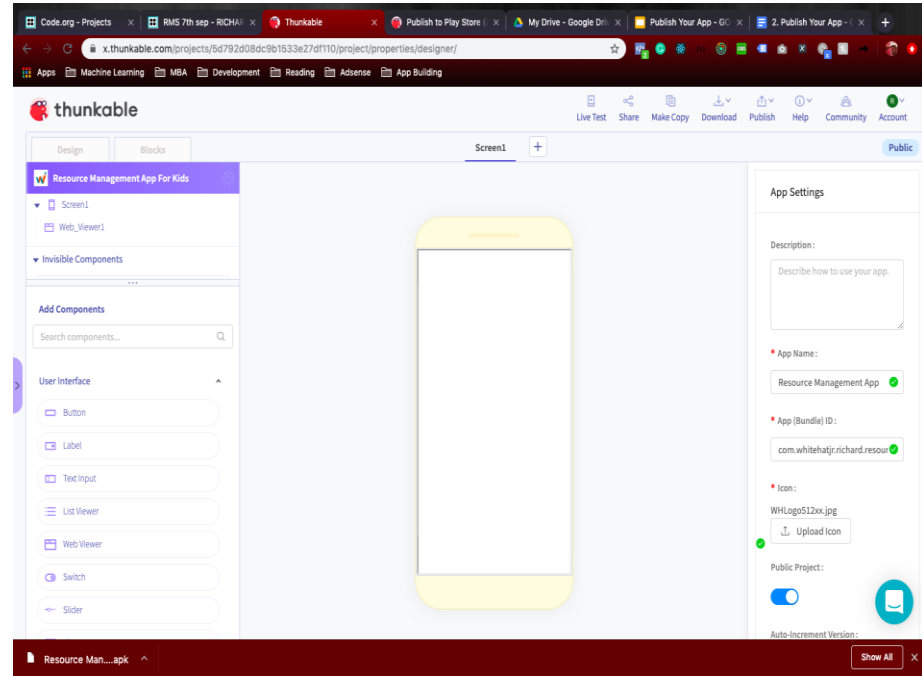 Code.org - Projects
RMS 7th sep - RICHAR
Thunkable
Publish to Play Store (
My Drive - Google Driv
Publish Your App - GO
2. Publish Your App - (
x.thunkable.com/projects/5d792d08dc9b1533e27df110/project/properties/designer/
Apps Machine Learning MBA Development Reading Adsense App Building
thunkable
Live Test Share Make Copy Download Publish Help Community Account
Design Blocks Screen1 + Public
Resource Management App For Kids
Screen1
Web_Viewer1
Invisible Components
Add Components
Search components...
User Interface
Button
Label
Text Input
List Viewer
Web Viewer
Switch
Slider
App Settings
Description:
Describe how to use your app.
* App Name:
Resource Management App
* App (Bundle) ID:
com.whitehatjr.richard.resour
* Icon:
WHLogo512xx.jpg
Upload Icon
Public Project:
Auto-Increment Version:
Resource Man....apk
Show All X